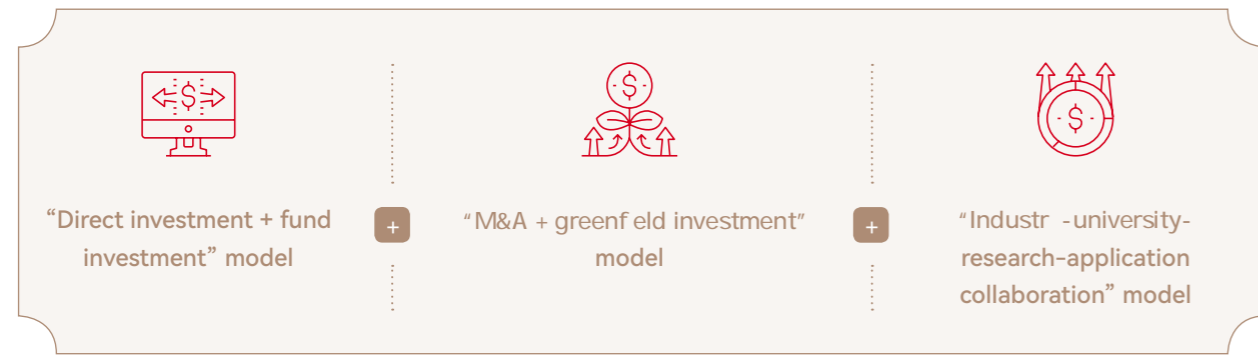 “Direct investment + fund
investment” model
+
“M&A + greenf eld investment”
model
+
“Industr -university-
research-application
collaboration” model